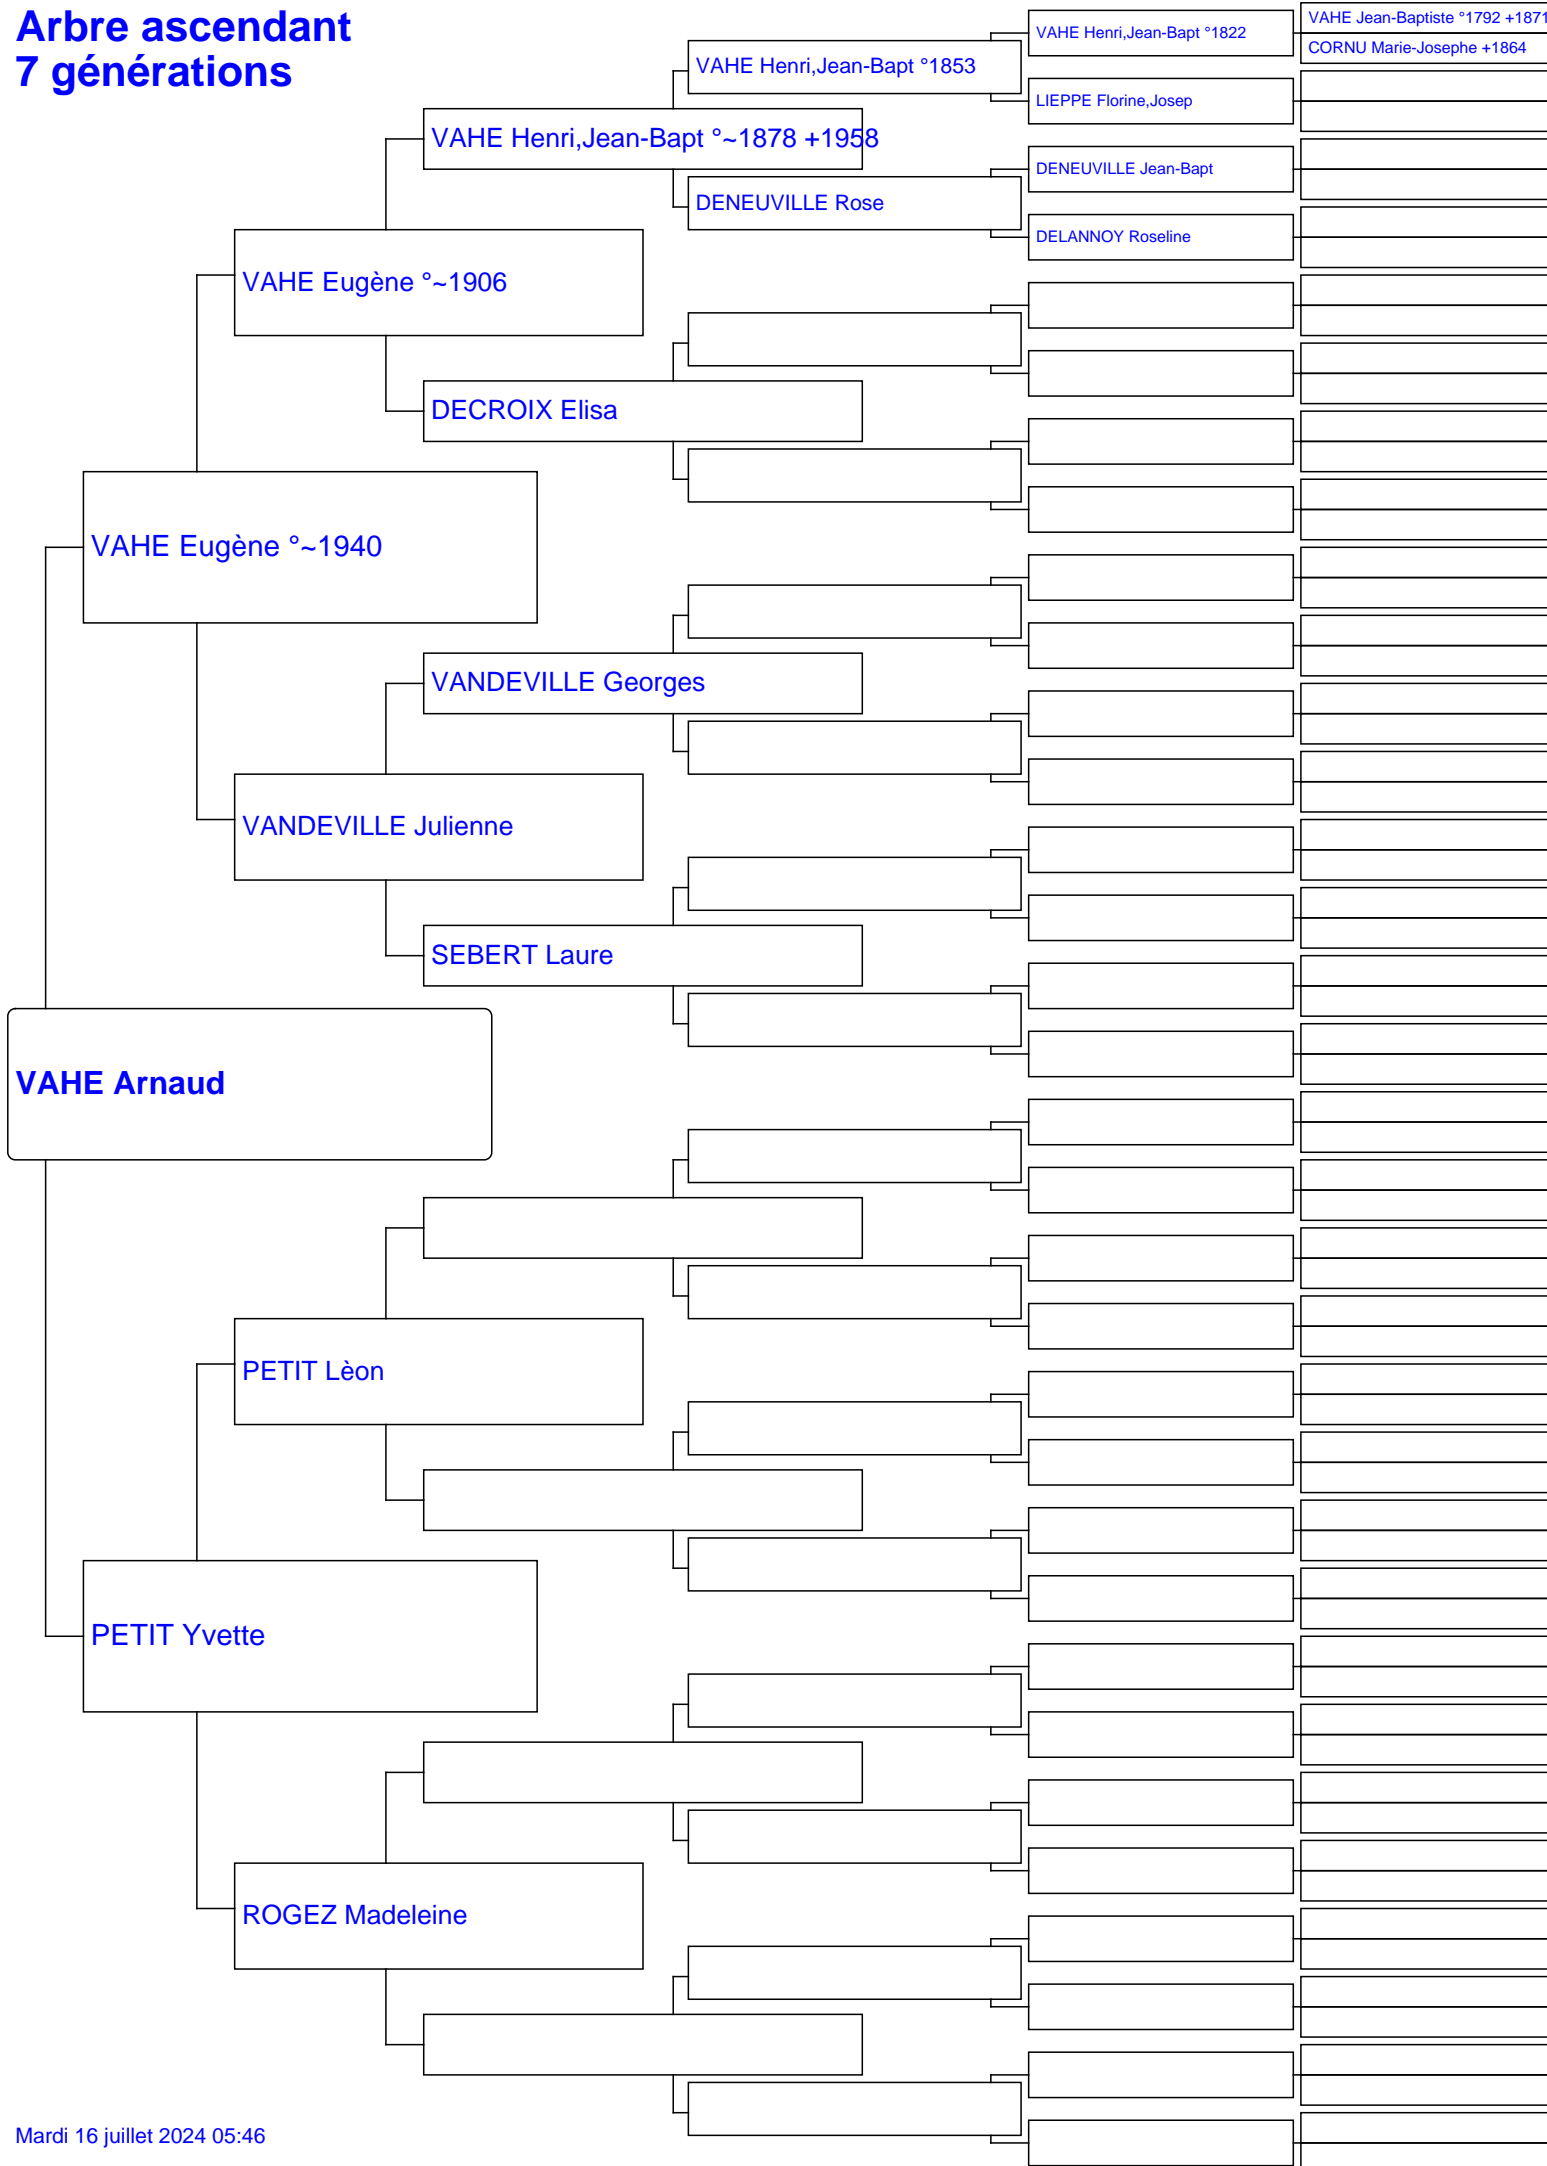 Arbre ascendant
7 générations
VAHE Jean-Baptiste °1792 +1871
VAHE Henri,Jean-Bapt °1822
CORNU Marie-Josephe +1864
VAHE Henri,Jean-Bapt °1853
LIEPPE Florine,Josep
VAHE Henri,Jean-Bapt °~1878 +1958
DENEUVILLE Jean-Bapt
DENEUVILLE Rose
DELANNOY Roseline
VAHE Eugène °~1906
DECROIX Elisa
VAHE Eugène °~1940
VANDEVILLE Georges
VANDEVILLE Julienne
SEBERT Laure
VAHE Arnaud
PETIT Lèon
PETIT Yvette
ROGEZ Madeleine
Mardi 16 juillet 2024 05:46